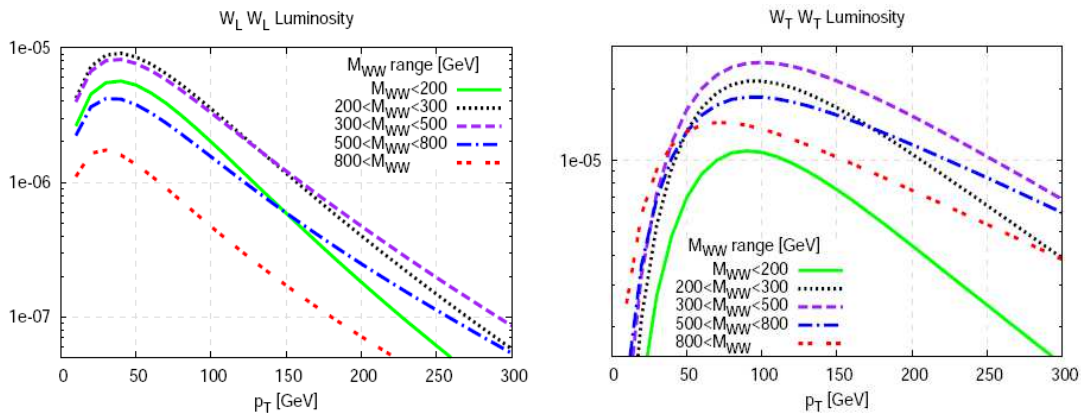 W_L W_L Luminosity
1e-05
1e-06
1e-07
M_WW range [GeV]
M_WW<200
200<M_WW<300
300<M_WW<500
500<M_WW<800
800<M_WW
0 50 100 150 200 250 300
p_T [GeV]
W_T W_T Luminosity
1e-05
M_WW range [GeV]
M_WW<200
200<M_WW<300
300<M_WW<500
500<M_WW<800
800<M_WW
0 50 100 150 200 250 300
p_T [GeV]